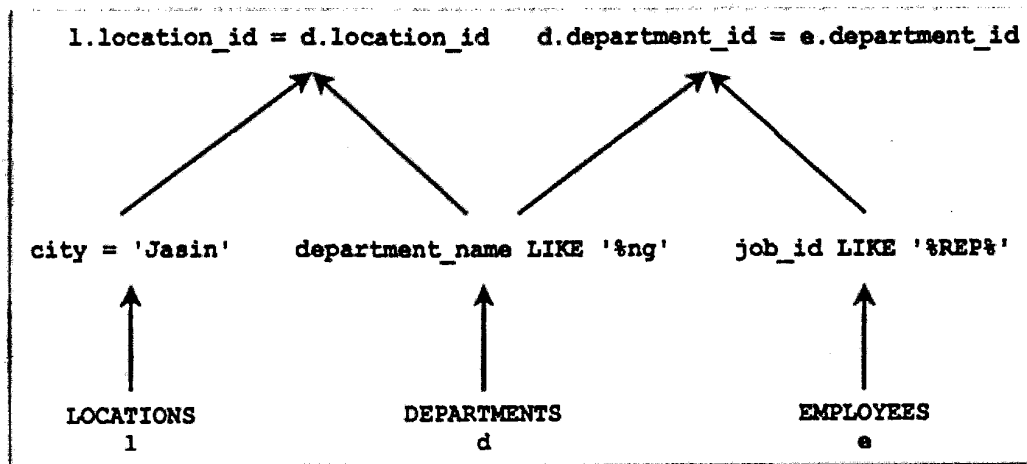 l.location_id = d.location_id d.department_id = e.department_id
city = 'Jasin' department_name LIKE '%ng' job_id LIKE '%REP%'
LOCATIONS DEPARTMENTS EMPLOYEES
l d e